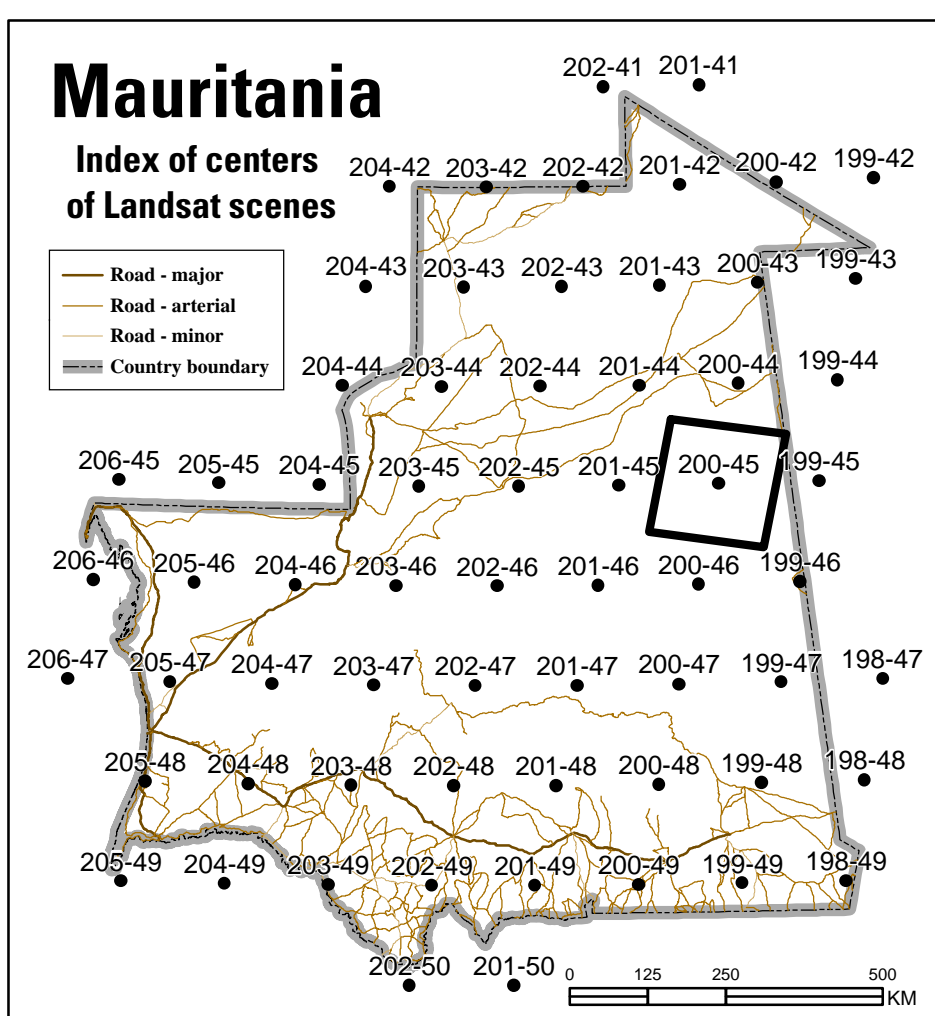 Mauritania
Index of centers
of Landsat scenes
Road - major
Road - arterial
Road - minor
Country boundary
202-41 201-41
204-42 203-42 202-42 201-42 200-42 199-42
204-43 203-43 202-43 201-43 200-43 199-43
204-44 203-44 202-44 201-44 200-44 199-44
206-45 205-45 204-45 203-45 202-45 201-45 200-45 199-45
206-46 205-46 204-46 203-46 202-46 201-46 200-46 199-46
206-47 205-47 204-47 203-47 202-47 201-47 200-47 199-47 198-47
205-48 204-48 203-48 202-48 201-48 200-48 199-48 198-48
205-49 204-49 203-49 202-49 201-49 200-49 199-49 198-49
202-50 201-50
0 125 250 500
KM